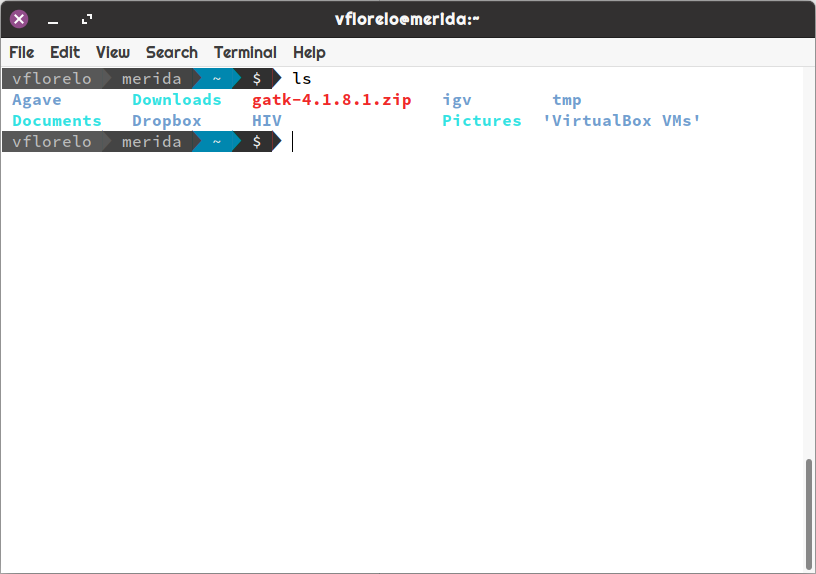 vflorelo@merida:~
File Edit View Search Terminal Help
vflorelo merida ~ $ ls
Agave Downloads gatk-4.1.8.1.zip igv tmp
Documents Dropbox HIV Pictures 'VirtualBox VMs'
vflorelo merida ~ $